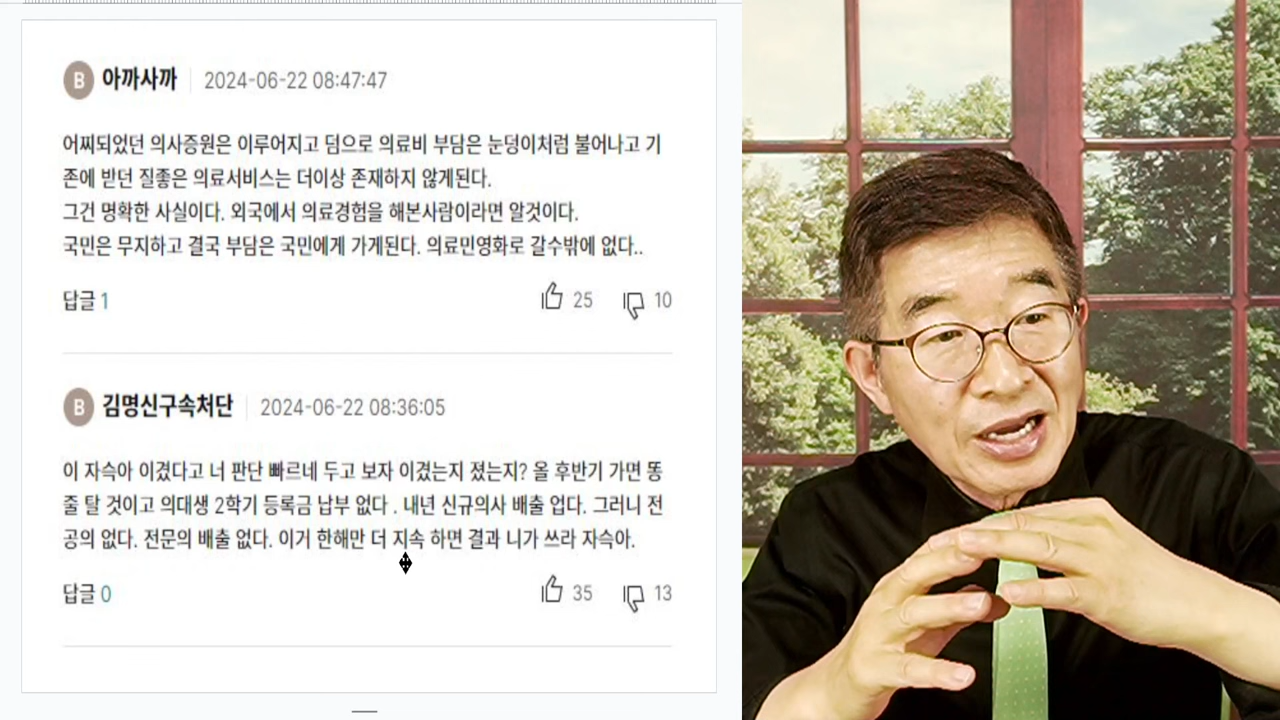 B 아까사까 2024-06-22 08:47:47
어찌되었던 의사증원은 이루어지고 덤으로 의료비 부담은 눈덩이처럼 불어나고 기
존에 받던 질좋은 의료서비스는 더이상 존재하지 않게된다.
그건 명확한 사실이다. 외국에서 의료경험을 해본사람이라면 알것이다.
국민은 무지하고 결국 부담은 국민에게 가게된다. 의료민영화로 갈수밖에 없다..
답글 1 25 10
B 김명신구속처단 2024-06-22 08:36:05
이 자슥아 이겼다고 너 판단 빠르네 두고 보자 이겼는지 졌는지? 올 후반기 가면 똥
줄 탈 것이고 의대생 2학기 등록금 납부 없다 . 내년 신규의사 배출 업다. 그러니 전
공의 없다. 전문의 배출 없다. 이거 한해만 더 지속 하면 결과 니가 쓰라 자슥아.
답글 0 35 13